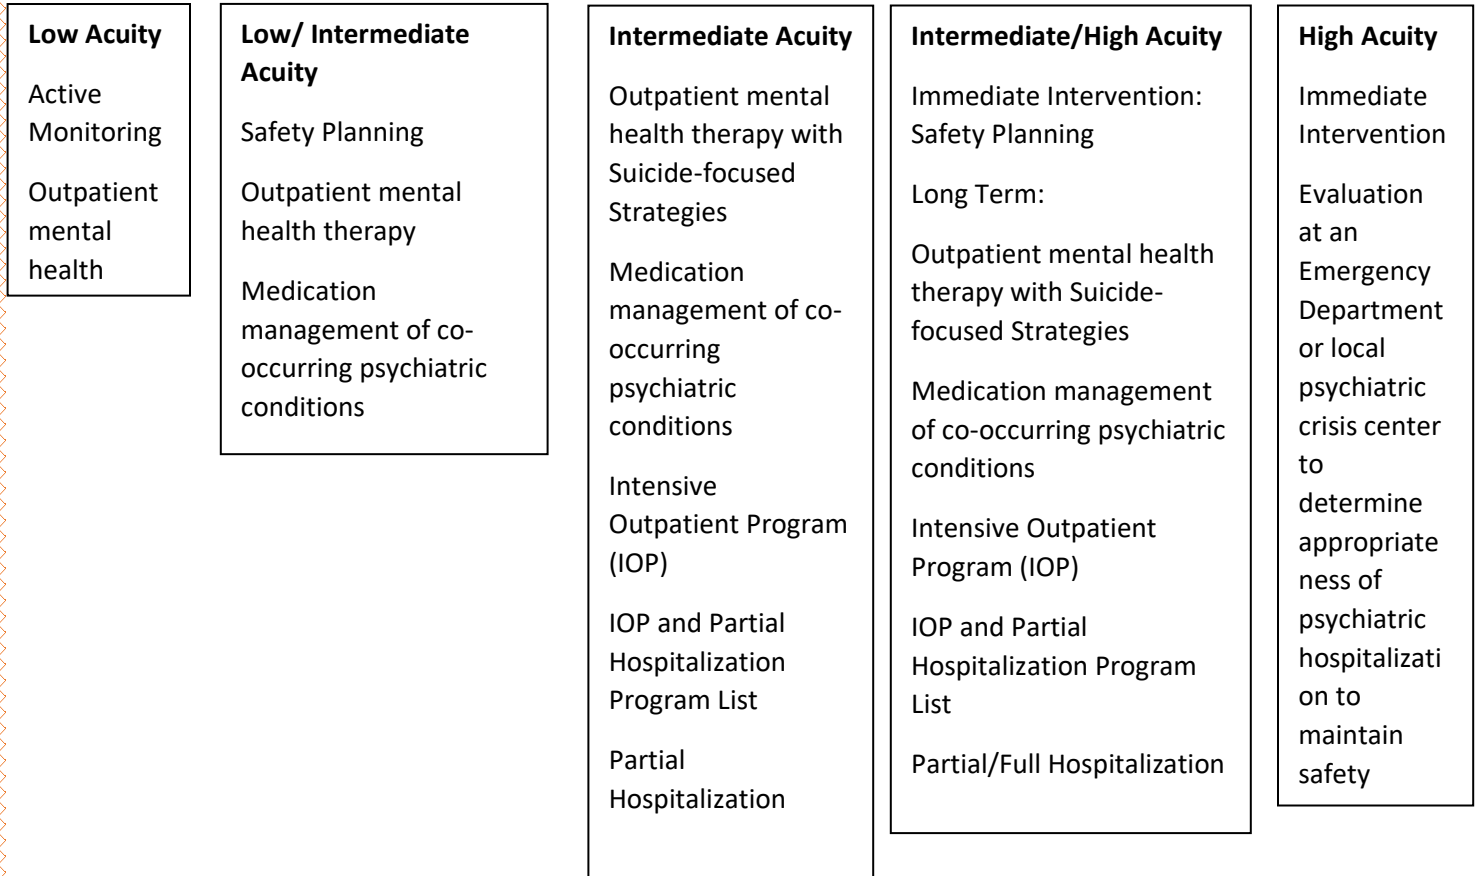 Low Acuity
Active
Monitoring
Outpatient
mental
health
Low/ Intermediate
Acuity
Safety Planning
Outpatient mental
health therapy
Medication
management of co-
occurring psychiatric
conditions
Intermediate Acuity
Outpatient mental
health therapy with
Suicide-focused
Strategies
Medication
management of co-
occurring
psychiatric
conditions
Intensive
Outpatient Program
(IOP)
IOP and Partial
Hospitalization
Program List
Partial
Hospitalization
Intermediate/High Acuity
Immediate Intervention:
Safety Planning
Long Term:
Outpatient mental health
therapy with Suicide-
focused Strategies
Medication management
of co-occurring psychiatric
conditions
Intensive Outpatient
Program (IOP)
IOP and Partial
Hospitalization Program
List
Partial/Full Hospitalization
High Acuity
Immediate
Intervention
Evaluation
at an
Emergency
Department
or local
psychiatric
crisis center
to
determine
appropriate
ness of
psychiatric
hospitalizati
on to
maintain
safety